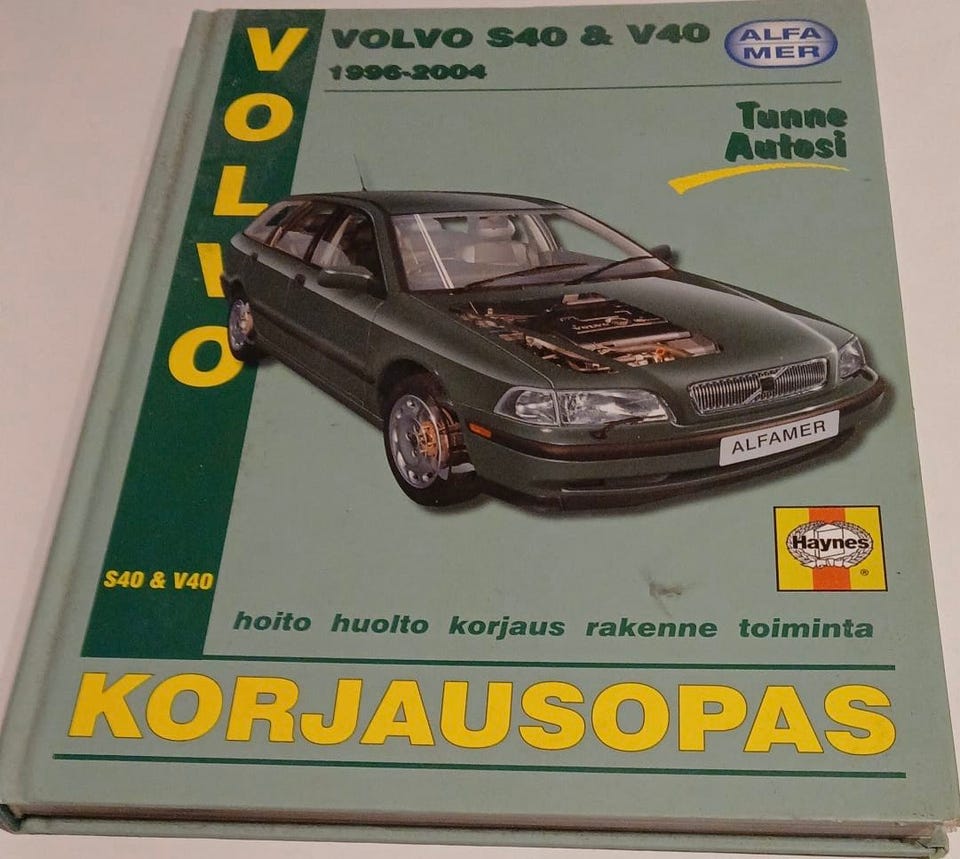 VOLVO
VOLVO S40 & V40
1996-2004
ALFA
MER
Tunne
Autosi
VOLVO
ALFAMER
Haynes
®
S40 & V40
hoito huolto korjaus rakenne toiminta
KORJAUSOPAS